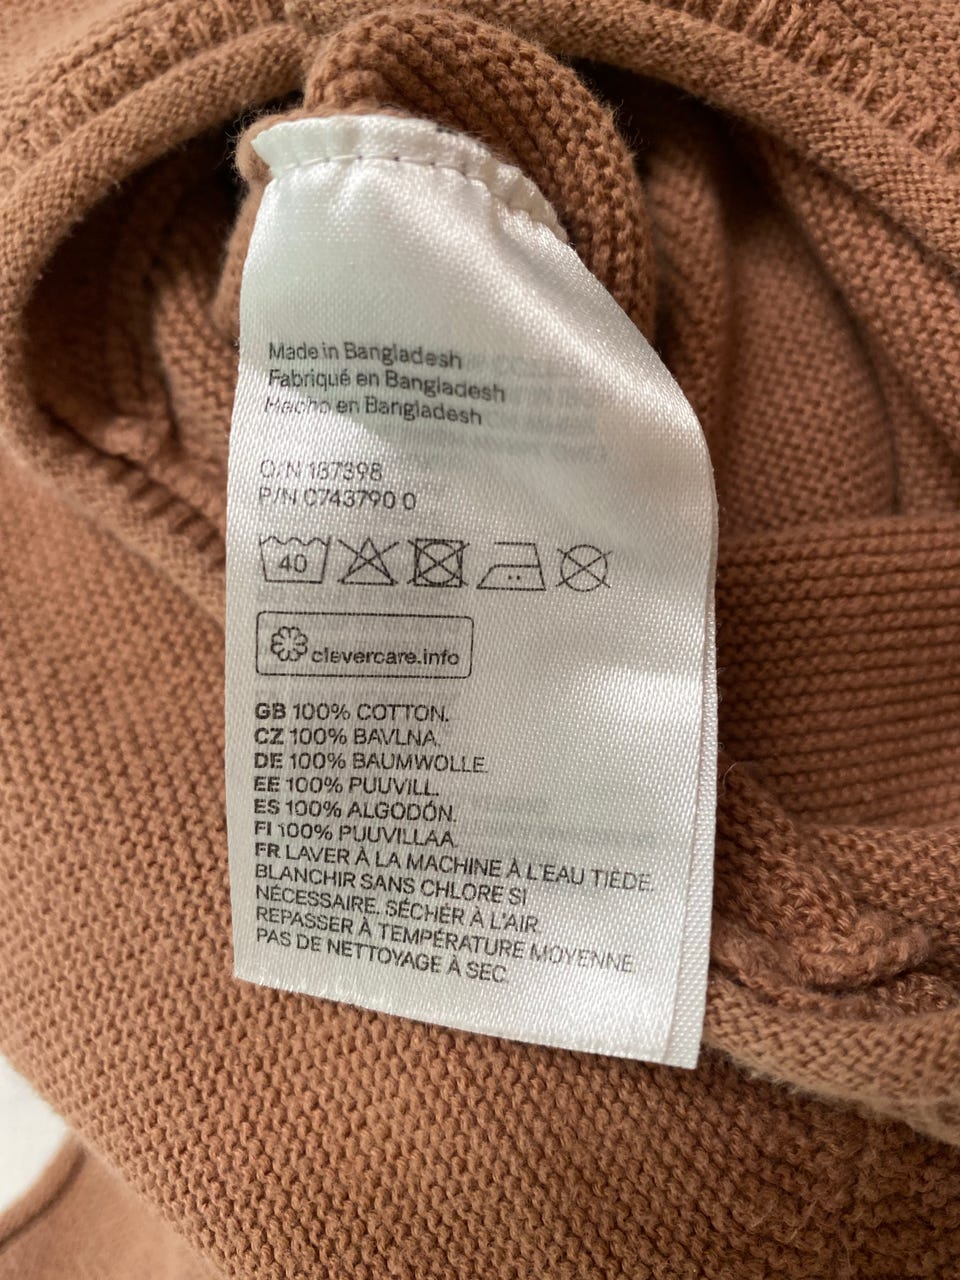 Made in Bangladesh
Fabriqué en Bangladesh
Hecho en Bangladesh
O/N 187398
P/N C743790 0
40
clevercare.info
GB 100% COTTON.
CZ 100% BAVLNA.
DE 100% BAUMWOLLE.
EE 100% PUUVILL.
ES 100% ALGODÓN.
FI 100% PUUVILLAA.
FR LAVER À LA MACHINE À L'EAU TIÈDE.
BLANCHIR SANS CHLORE SI
NÉCESSAIRE. SÉCHER À L'AIR.
REPASSER À TEMPÉRATURE MOYENNE.
PAS DE NETTOYAGE À SEC.